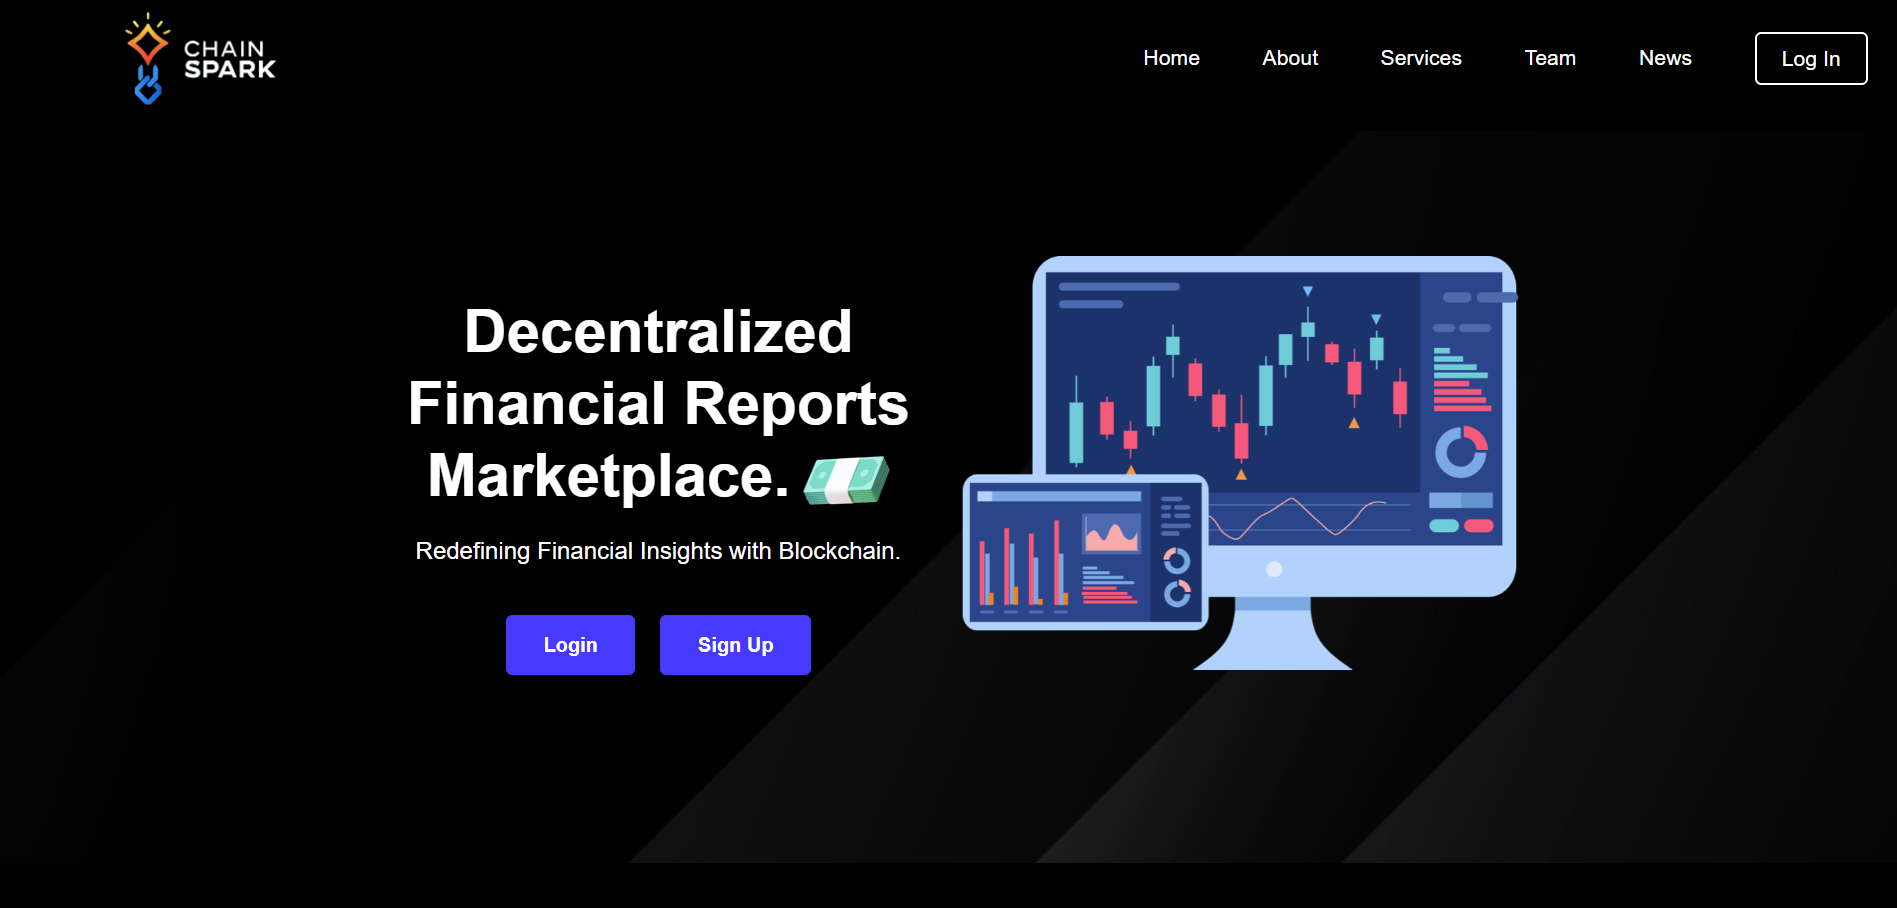 CHAIN
SPARK
Home
About
Services
Team
News
Log In
Decentralized
Financial Reports
Marketplace.
Redefining Financial Insights with Blockchain.
Login
Sign Up